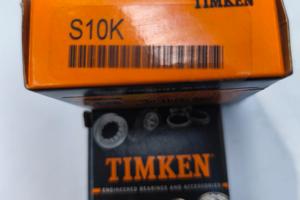 TIMKEN
S10K
TIMKEN
ENGINEERED BEARINGS AND ACCESSORIES